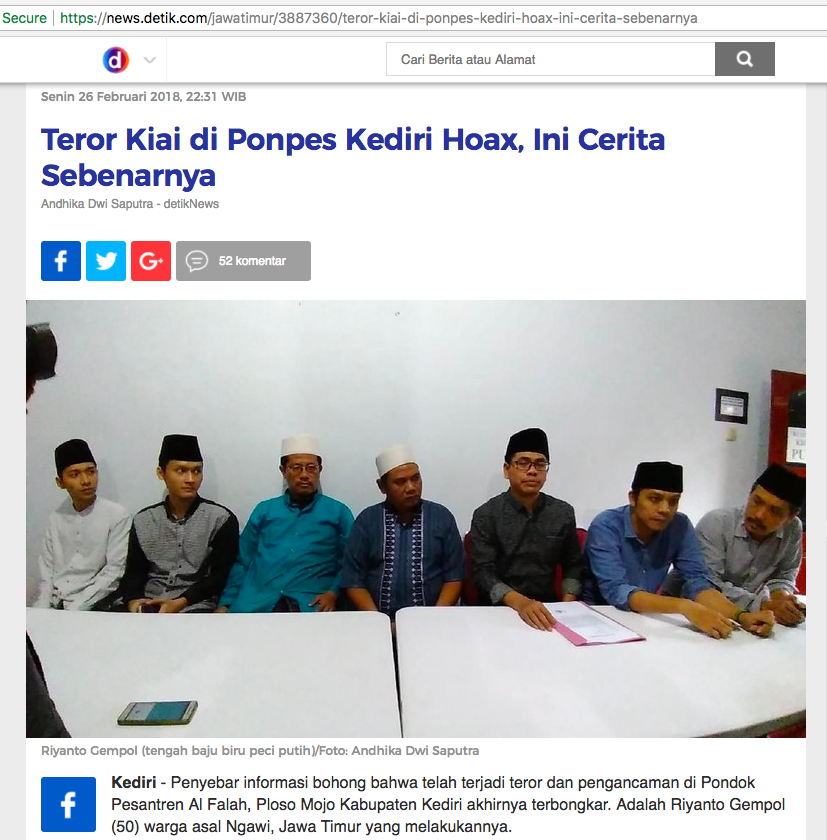 Secure https://news.detik.com/jawatimur/3887360/teror-kiai-di-ponpes-kediri-hoax-ini-cerita-sebenarnya
d
Cari Berita atau Alamat
Senin 26 Februari 2018, 22:31 WIB
Teror Kiai di Ponpes Kediri Hoax, Ini Cerita
Sebenarnya
Andhika Dwi Saputra - detikNews
f G+ 52 komentar
Riyanto Gempol (tengah baju biru peci putih)/Foto: Andhika Dwi Saputra
f
Kediri - Penyebar informasi bohong bahwa telah terjadi teror dan pengancaman di Pondok
Pesantren Al Falah, Ploso Mojo Kabupaten Kediri akhirnya terbongkar. Adalah Riyanto Gempol
(50) warga asal Ngawi, Jawa Timur yang melakukannya.